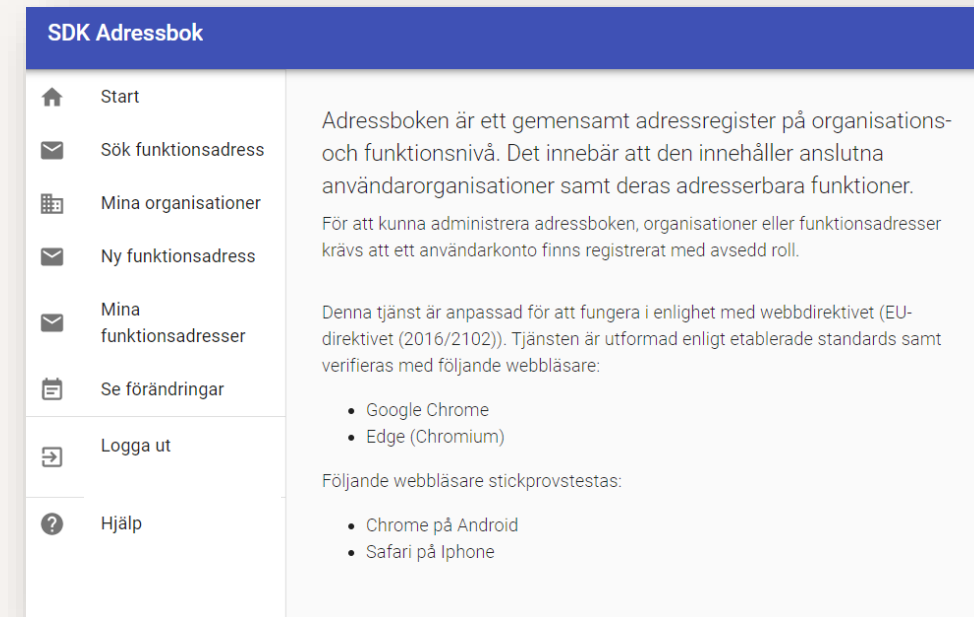 SDK Adressbok
Start
Sök funktionsadress
Mina organisationer
Ny funktionsadress
Mina
funktionsadresser
Se förändringar
Logga ut
Hjälp
Adressboken är ett gemensamt adressregister på organisations-
och funktionsnivå. Det innebär att den innehåller anslutna
användarorganisationer samt deras adresserbara funktioner.
För att kunna administrera adressboken, organisationer eller funktionsadresser
krävs att ett användarkonto finns registrerat med avsedd roll.
Denna tjänst är anpassad för att fungera i enlighet med webbdirektivet (EU-
direktivet (2016/2102)). Tjänsten är utformad enligt etablerade standards samt
verifieras med följande webbläsare:
• Google Chrome
• Edge (Chromium)
Följande webbläsare stickprovstestas:
• Chrome på Android
• Safari på Iphone